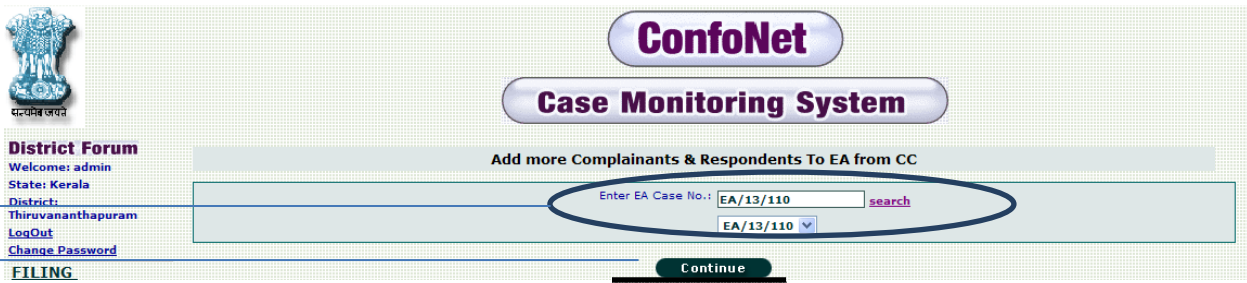 ConfoNet
Case Monitoring System
सत्यमेव जयते
District Forum
Welcome: admin
State: Kerala
District:
Thiruvananthapuram
LogOut
Change Password
FILING
Add more Complainants & Respondents To EA from CC
Enter EA Case No.: EA/13/110 search
EA/13/110
Continue